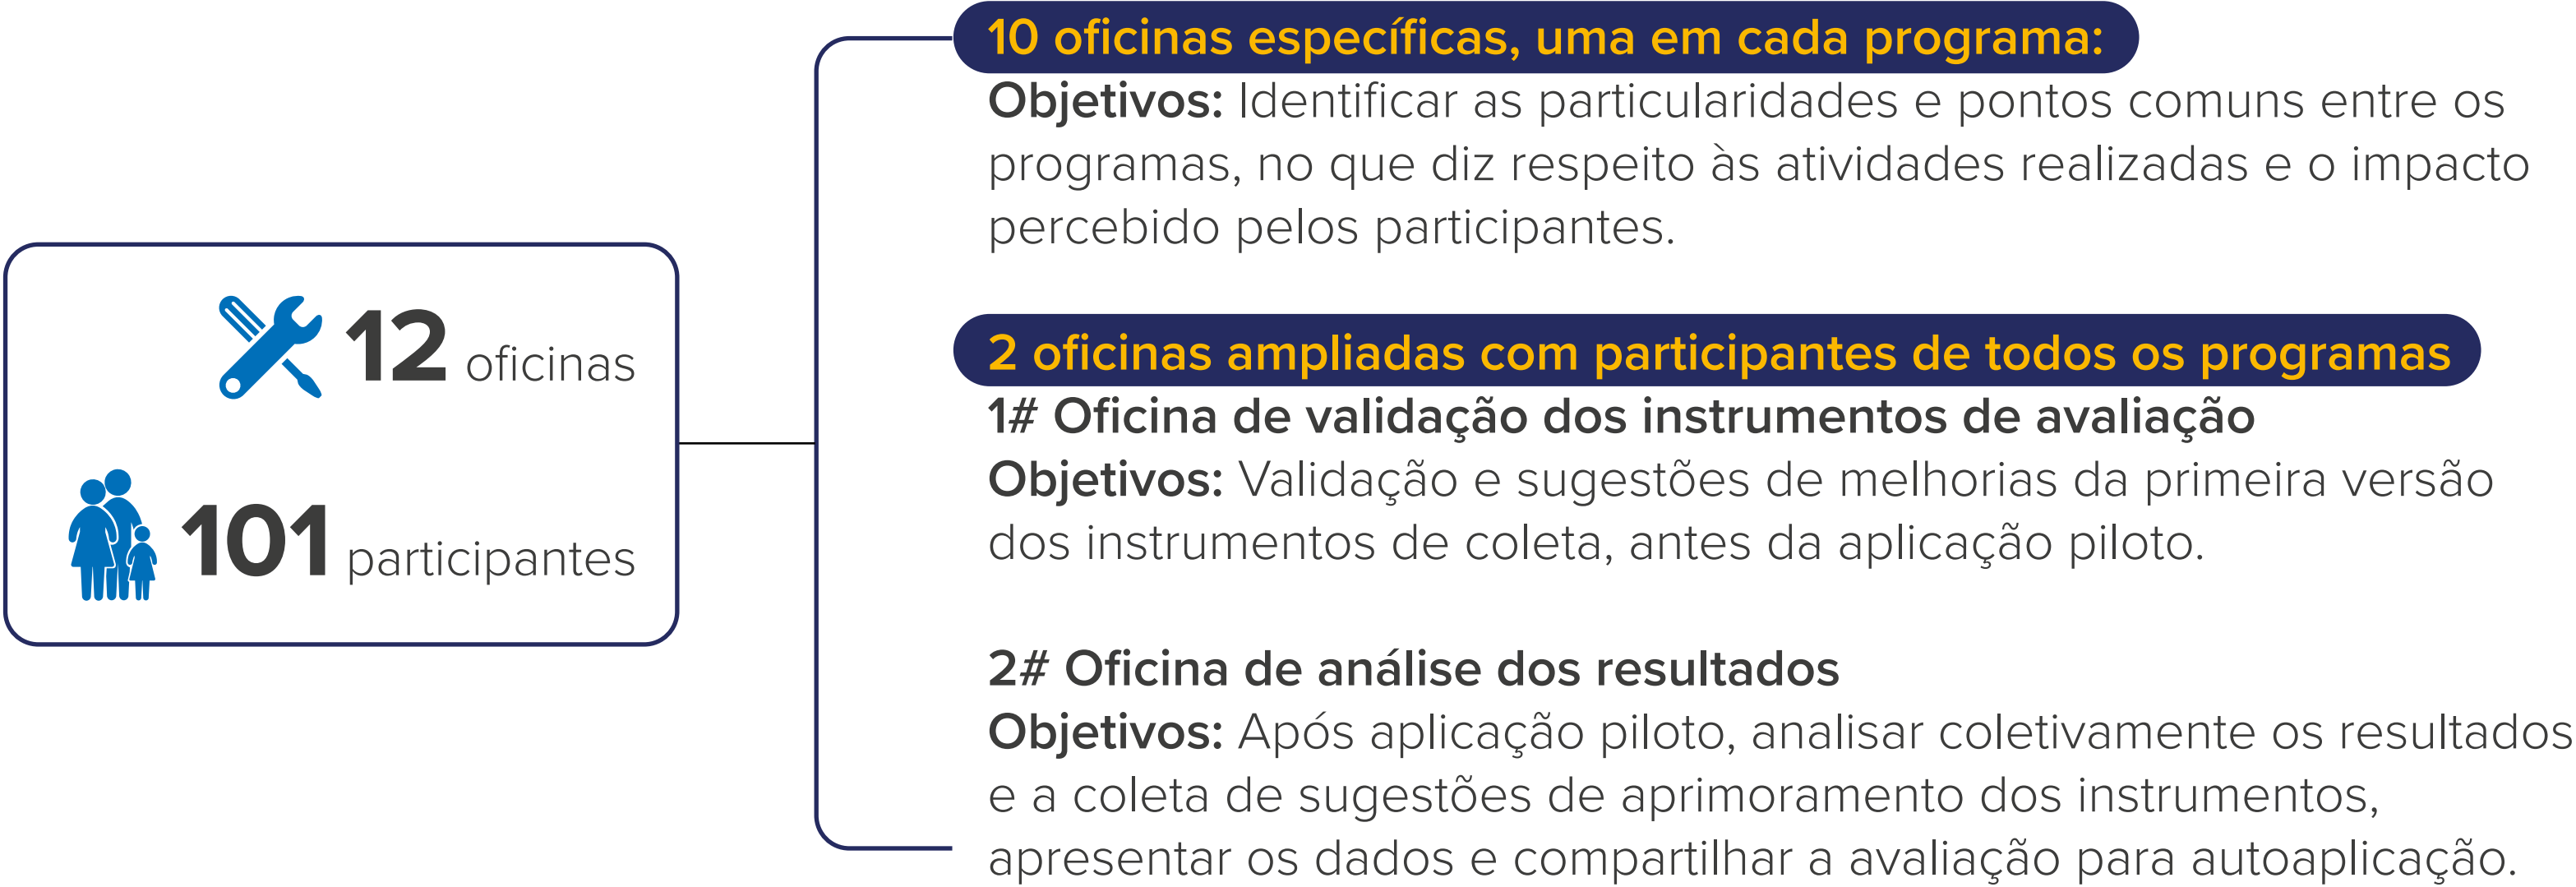 12 oficinas
101 participantes
10 oficinas específicas, uma em cada programa:
Objetivos: Identificar as particularidades e pontos comuns entre os
programas, no que diz respeito às atividades realizadas e o impacto
percebido pelos participantes.
2 oficinas ampliadas com participantes de todos os programas
1# Oficina de validação dos instrumentos de avaliação
Objetivos: Validação e sugestões de melhorias da primeira versão
dos instrumentos de coleta, antes da aplicação piloto.
2# Oficina de análise dos resultados
Objetivos: Após aplicação piloto, analisar coletivamente os resultados
e a coleta de sugestões de aprimoramento dos instrumentos,
apresentar os dados e compartilhar a avaliação para autoaplicação.